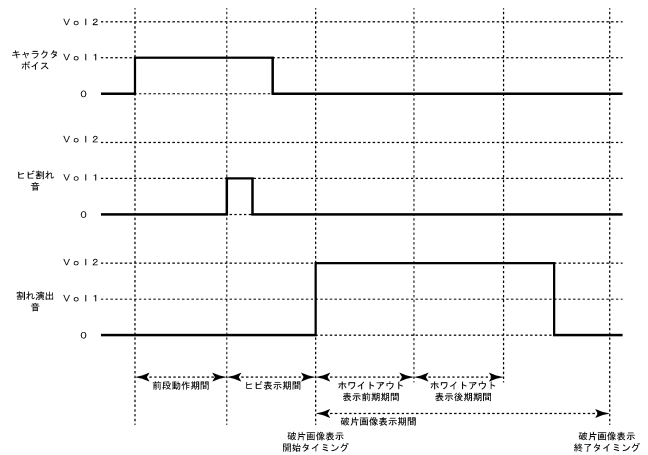 Vol2
キャラクタ
ボイス
Vol1
0
Vol2
ヒビ割れ
音
Vol1
0
Vol2
割れ演出
音
Vol1
0
前段動作期間
ヒビ表示期間
ホワイトアウト
表示前期期間
ホワイトアウト
表示後期期間
破片画像表示期間
破片画像表示
開始タイミング
破片画像表示
終了タイミング